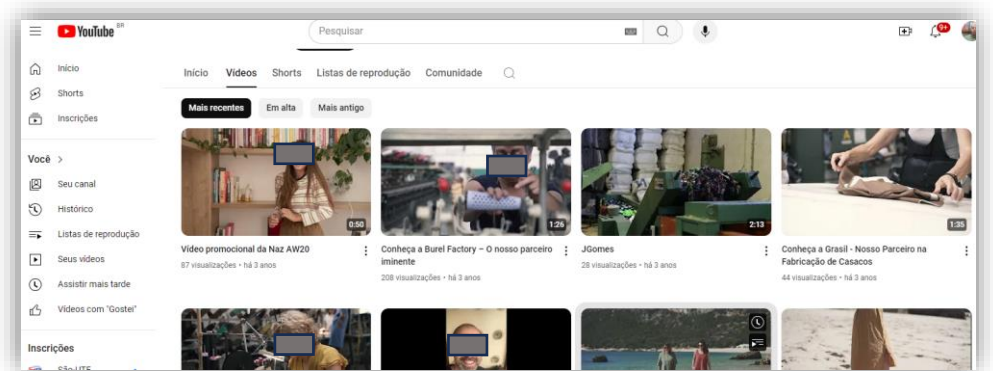 YouTube BR
Pesquisar
9+
Início
Shorts
Inscrições
Você >
Seu canal
Histórico
Listas de reprodução
Seus vídeos
Assistir mais tarde
Vídeos com "Gostei"
Inscrições
Início Vídeos Shorts Listas de reprodução Comunidade
Mais recentes Em alta Mais antigo
0:50
Vídeo promocional da Naz AW20
87 visualizações • há 3 anos
1:26
Conheça a Burel Factory – O nosso parceiro
iminente
208 visualizações • há 3 anos
2:13
JGomes
28 visualizações • há 3 anos
1:35
Conheça a Grasil - Nosso Parceiro na
Fabricação de Casacos
44 visualizações • há 3 anos